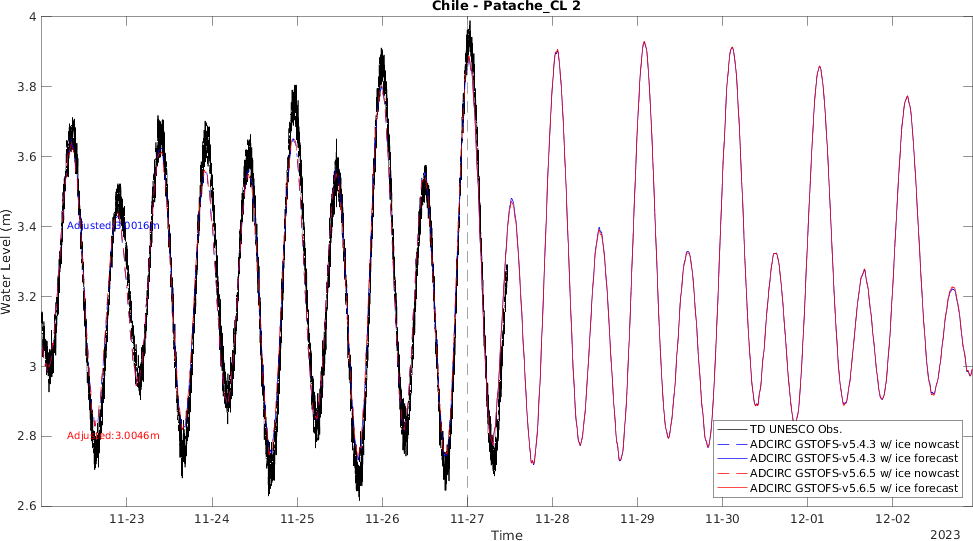 Chile - Patache_CL 2
4
3.8
3.6
3.4
3.2
3
2.8
2.6
Water Level (m)
Adjusted:3.0016m
Adjusted:3.0046m
TD UNESCO Obs.
ADCIRC GSTOFS-v5.4.3 w/ ice nowcast
ADCIRC GSTOFS-v5.4.3 w/ ice forecast
ADCIRC GSTOFS-v5.6.5 w/ ice nowcast
ADCIRC GSTOFS-v5.6.5 w/ ice forecast
11-23 11-24 11-25 11-26 11-27 11-28 11-29 11-30 12-01 12-02
Time
2023